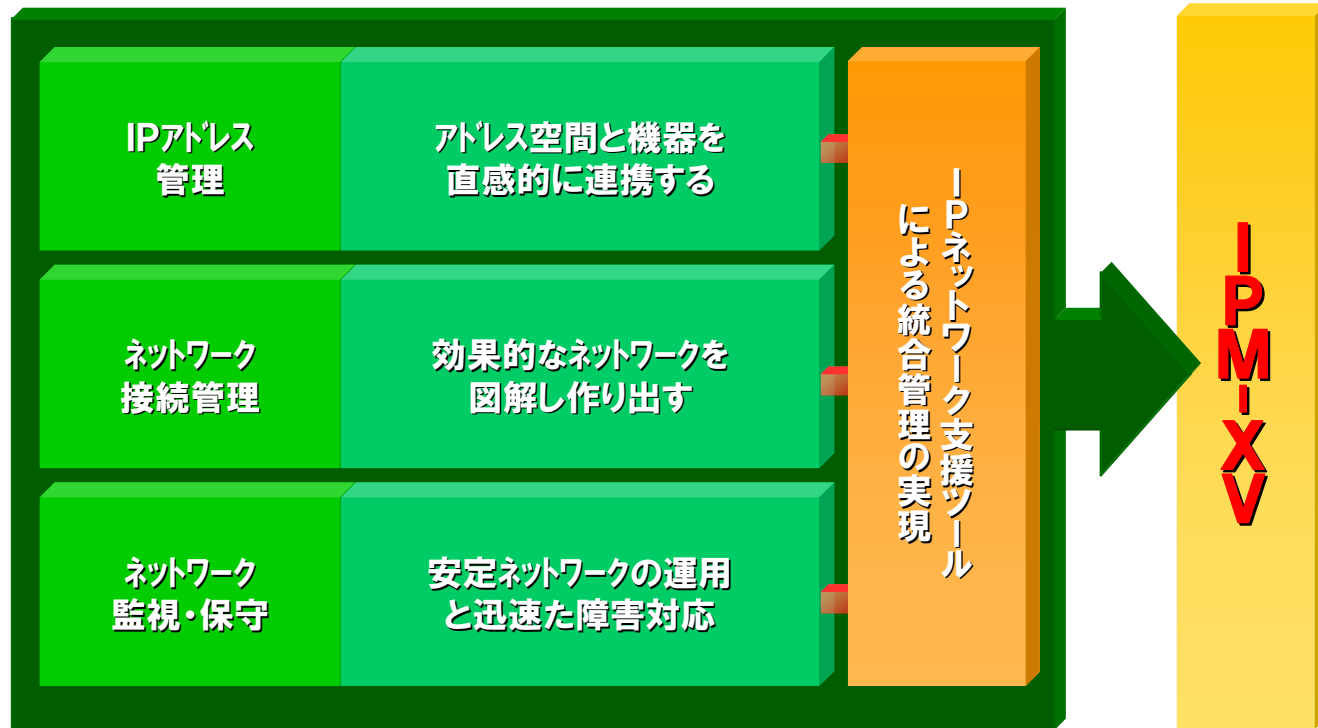 IPアドレス
管理
アドレス空間と機器を
直感的に連携する
ネットワーク
接続管理
効果的なネットワークを
図解し作り出す
ネットワーク
監視・保守
安定ネットワークの運用
と迅速た障害対応
IPネットワーク支援ツール
による統合管理の実現
IPM-XV